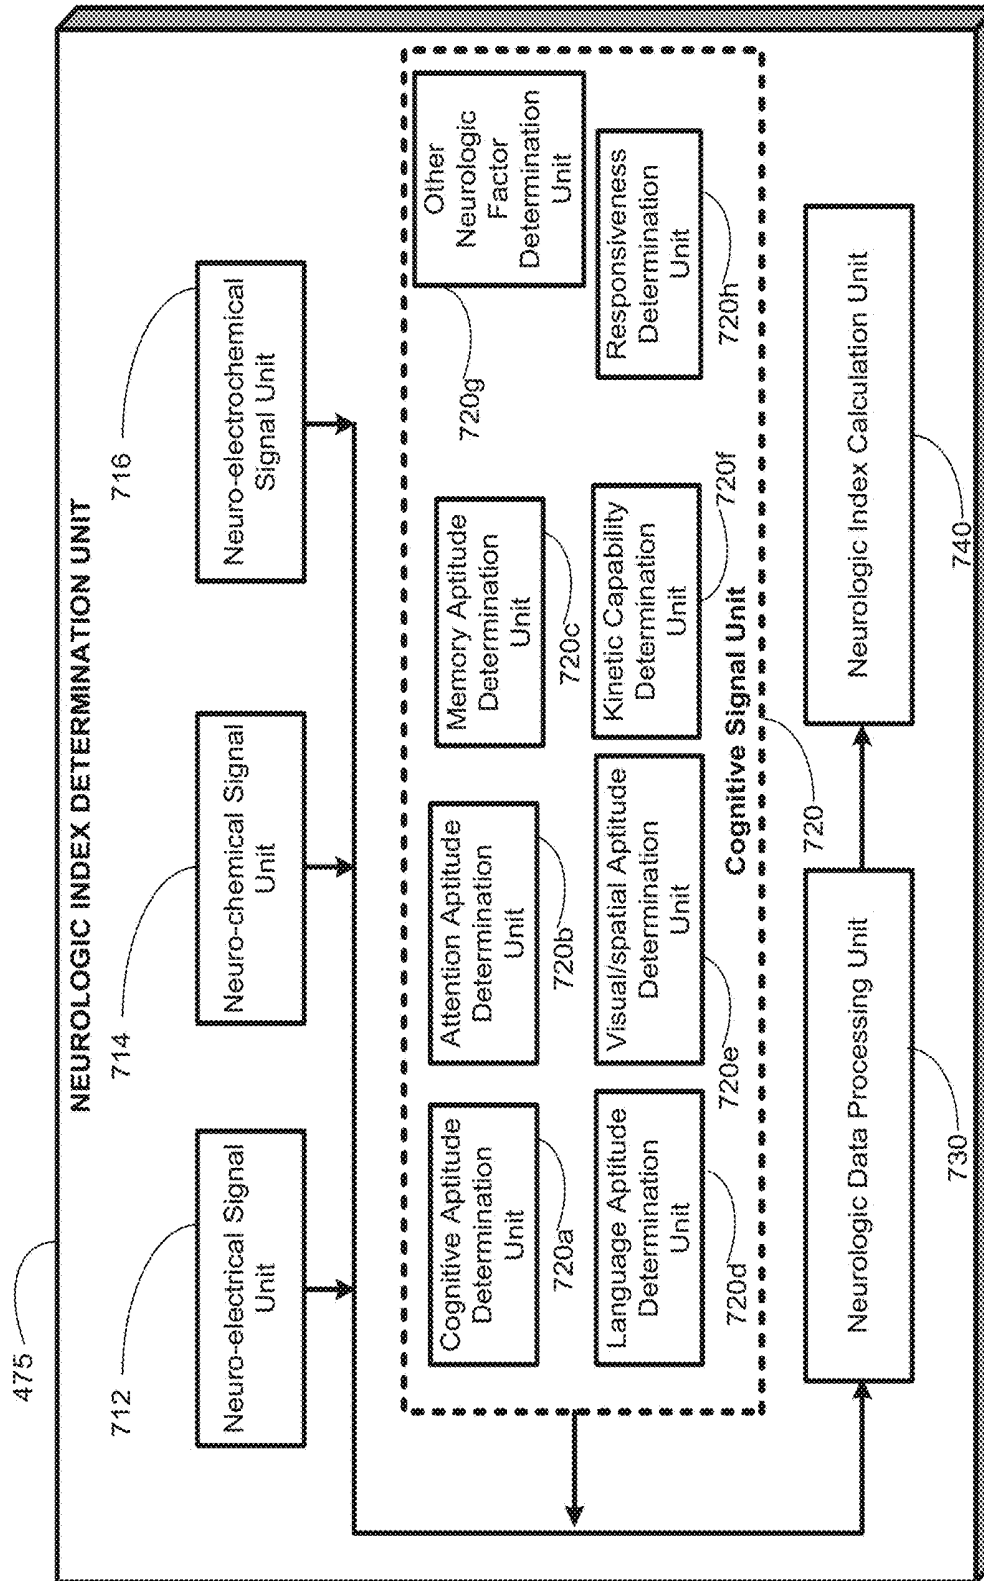 475
NEUROLOGIC INDEX DETERMINATION UNIT
712
Neuro-electrical Signal
Unit
714
Neuro-chemical Signal
Unit
716
Neuro-electrochemical
Signal Unit
Cognitive Aptitude
Determination
Unit
720a
Attention Aptitude
Determination
Unit
720b
Memory Aptitude
Determination
Unit
720c
720g
Other
Neurologic
Factor
Determination
Unit
Language Aptitude
Determination
Unit
720d
Visual/spatial Aptitude
Determination
Unit
720e
Kinetic Capability
Determination
Unit
720f
Responsiveness
Determination
Unit
720h
Cognitive Signal Unit
720
Neurologic Data Processing Unit
730
Neurologic Index Calculation Unit
740